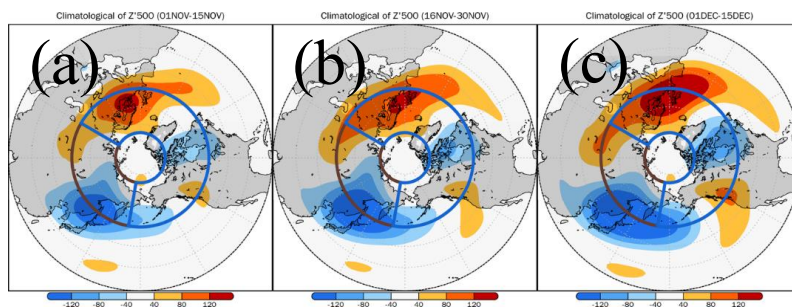 Climatological of Z'500 (01NOV-15NOV)
Climatological of Z'500 (16NOV-30NOV)
Climatological of Z'500 (01DEC-15DEC)
(a)
(b)
(c)
-120 -80 -40 40 80 120
-120 -80 -40 40 80 120
-120 -80 -40 40 80 120